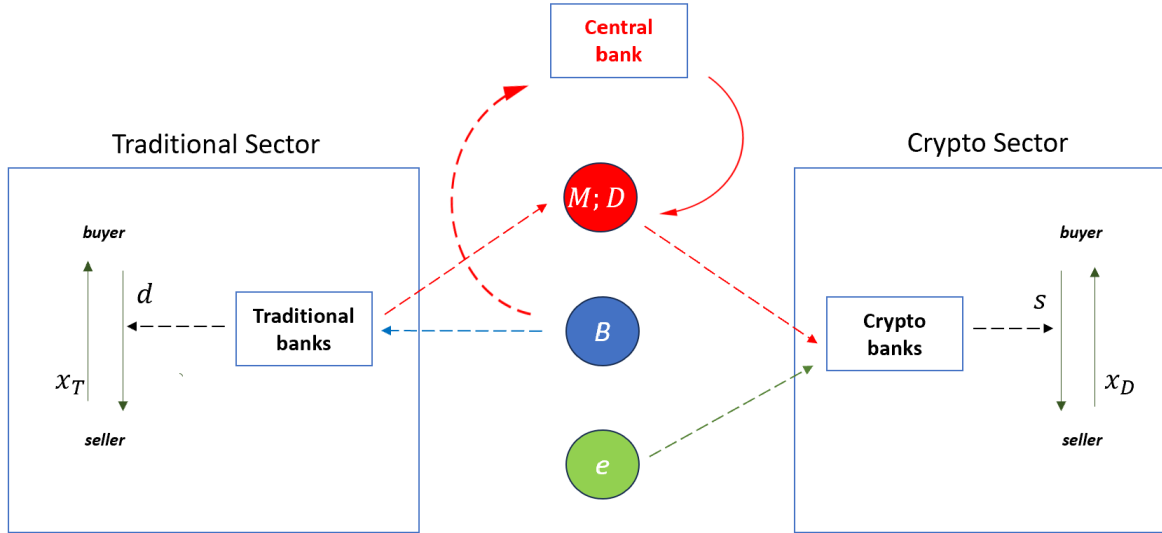 Central
bank
Traditional Sector
Crypto Sector
M; D
buyer
buyer
d
Traditional
banks
B
Crypto
banks
s
x_T
x_D
seller
seller
e